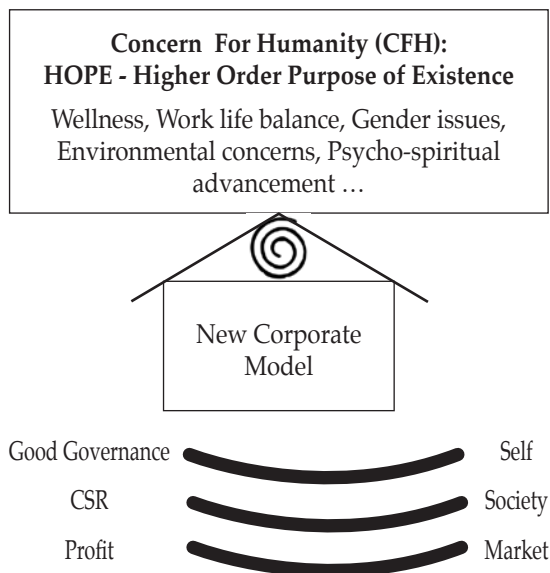 Concern For Humanity (CFH):
HOPE - Higher Order Purpose of Existence
Wellness, Work life balance, Gender issues,
Environmental concerns, Psycho-spiritual
advancement …
New Corporate
Model
Good Governance Self
CSR Society
Profit Market